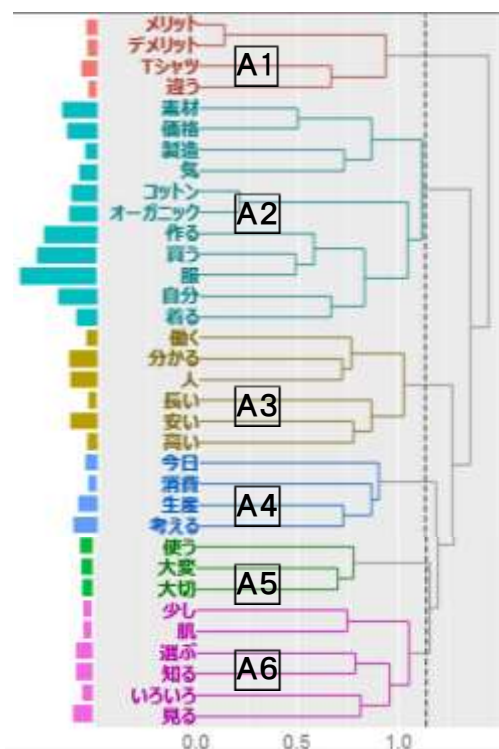 メリット
デメリット
Tシャツ
違う
A1
素材
価格
製造
気
コットン
オーガニック
A2
作る
買う
服
自分
着る
働く
分かる
人
長い
A3
安い
高い
今日
消費
生産
A4
考える
使う
大変
A5
大切
少し
肌
選ぶ
知る
A6
いろいろ
見る
0.0 0.5 1.0